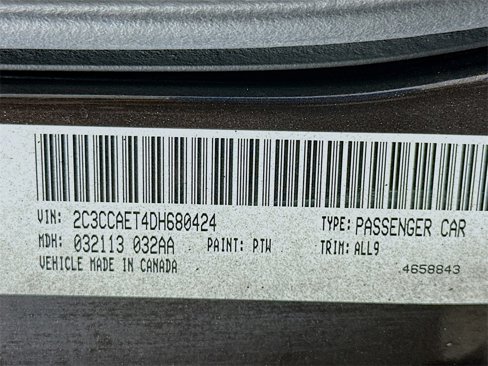 VIN: 2C3CCAET4DH680424 TYPE: PASSENGER CAR
MDH: 032113 032AA PAINT: PTW TRIM: ALL9
VEHICLE MADE IN CANADA 4658843